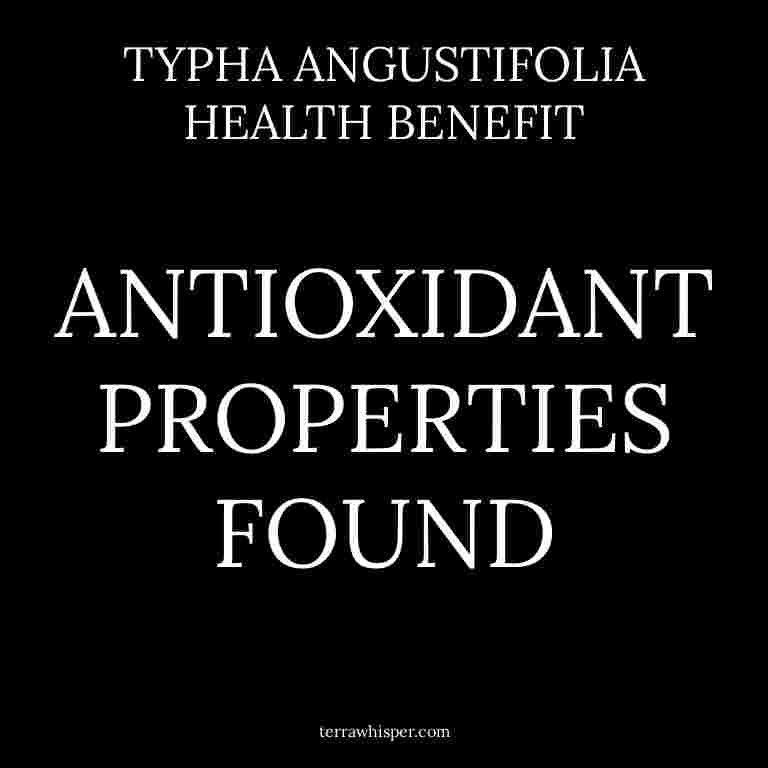 TYPHA ANGUSTIFOLIA
HEALTH BENEFIT
ANTIOXIDANT
PROPERTIES
FOUND
terrawhisper.com